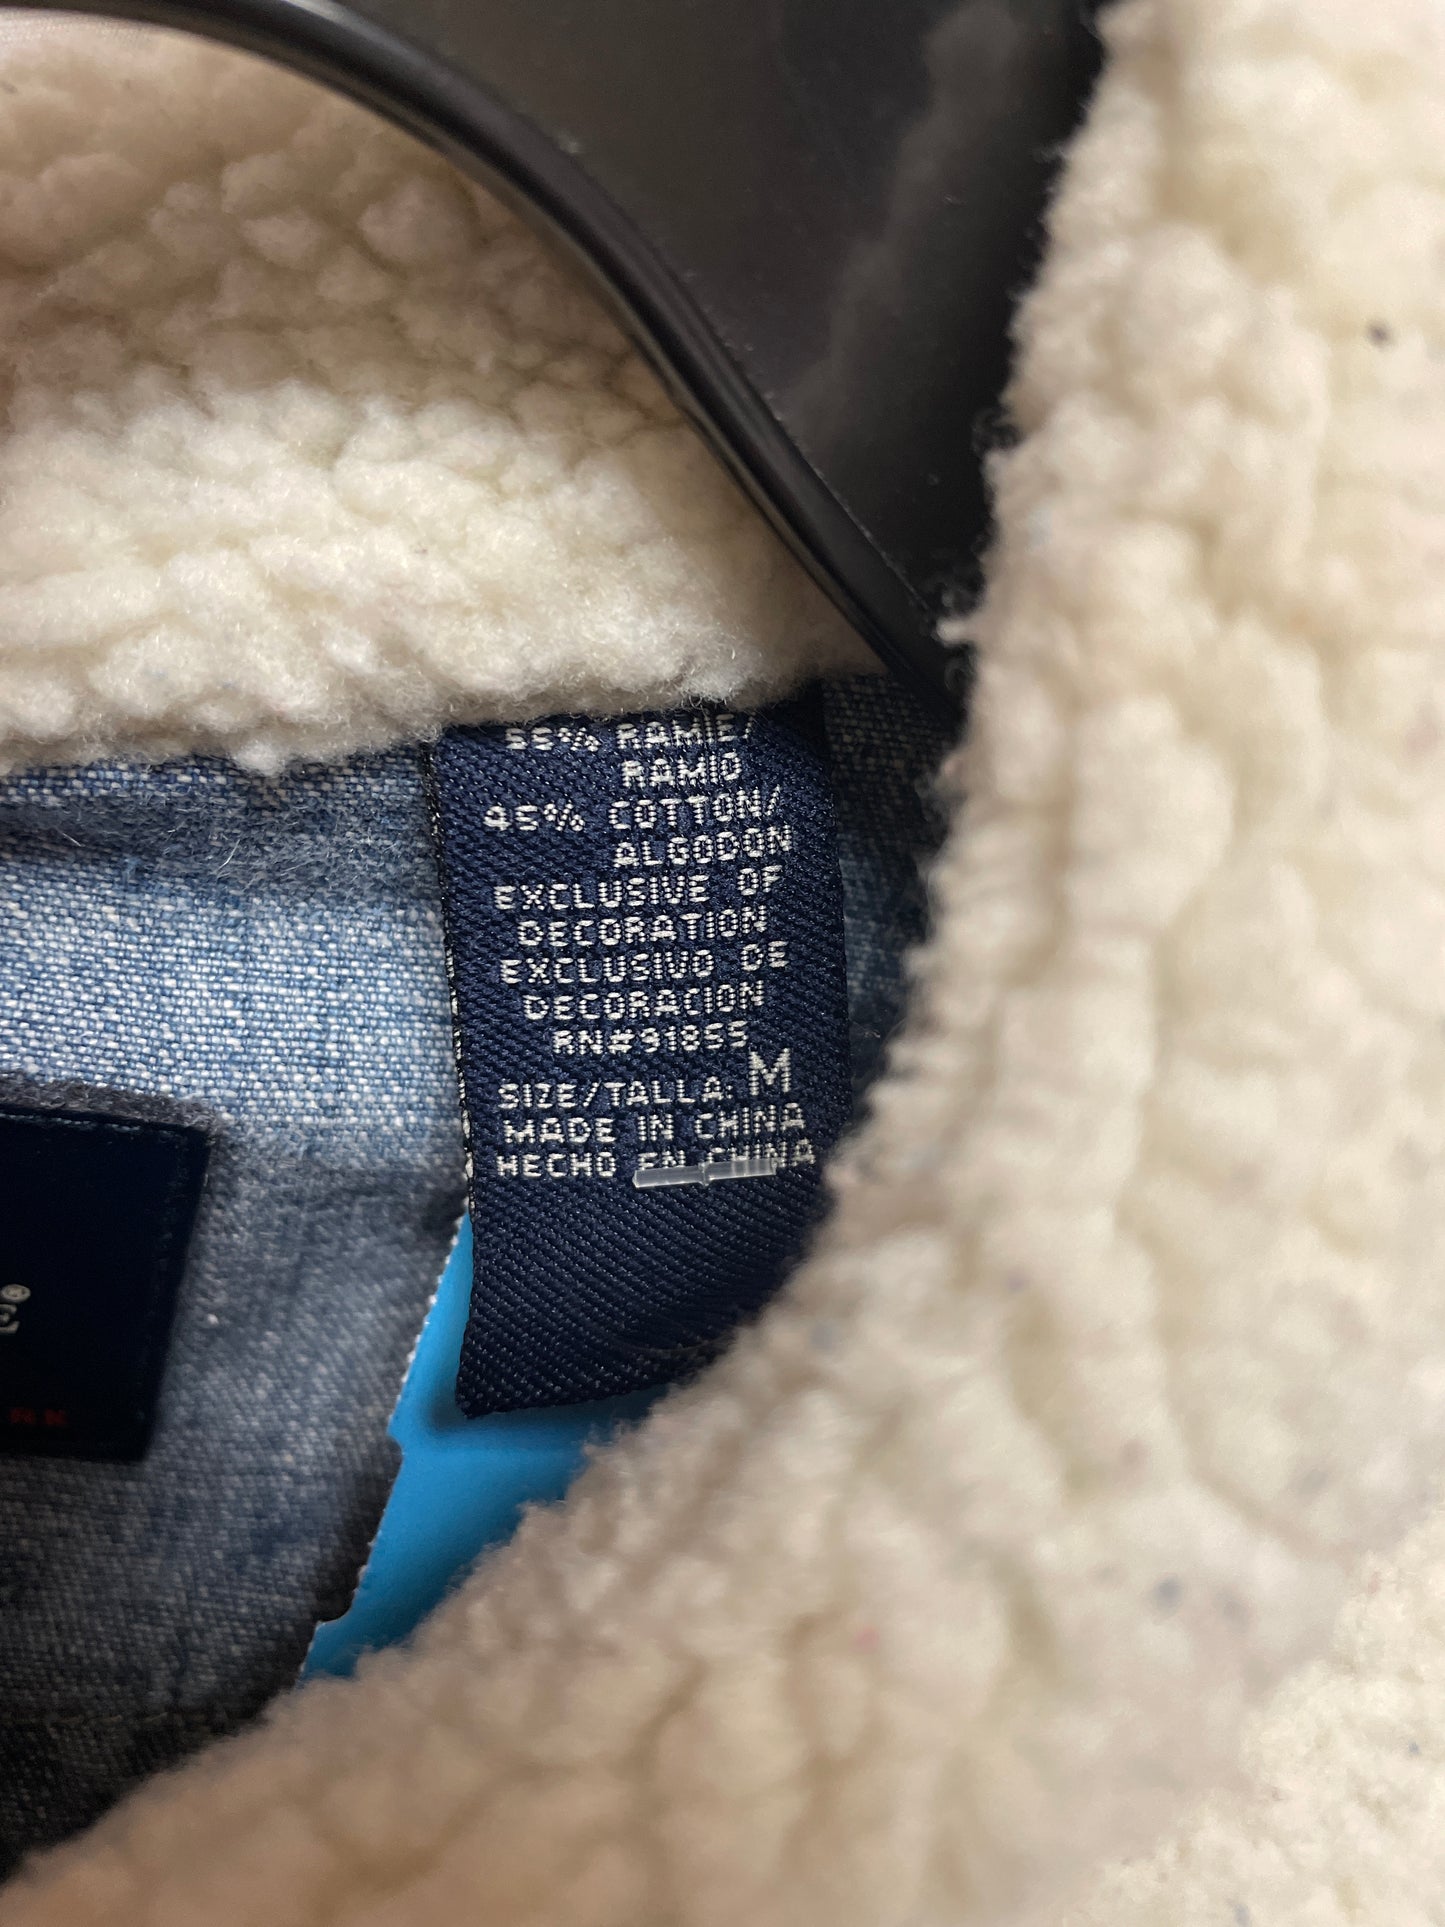 55% RAMIE/
RAMIO
45% COTTON/
ALGODON
EXCLUSIVE OF
DECORATION
EXCLUSIVO DE
DECORACION
RN#91855
SIZE/TALLA: M
MADE IN CHINA
HECHO EN CHINA